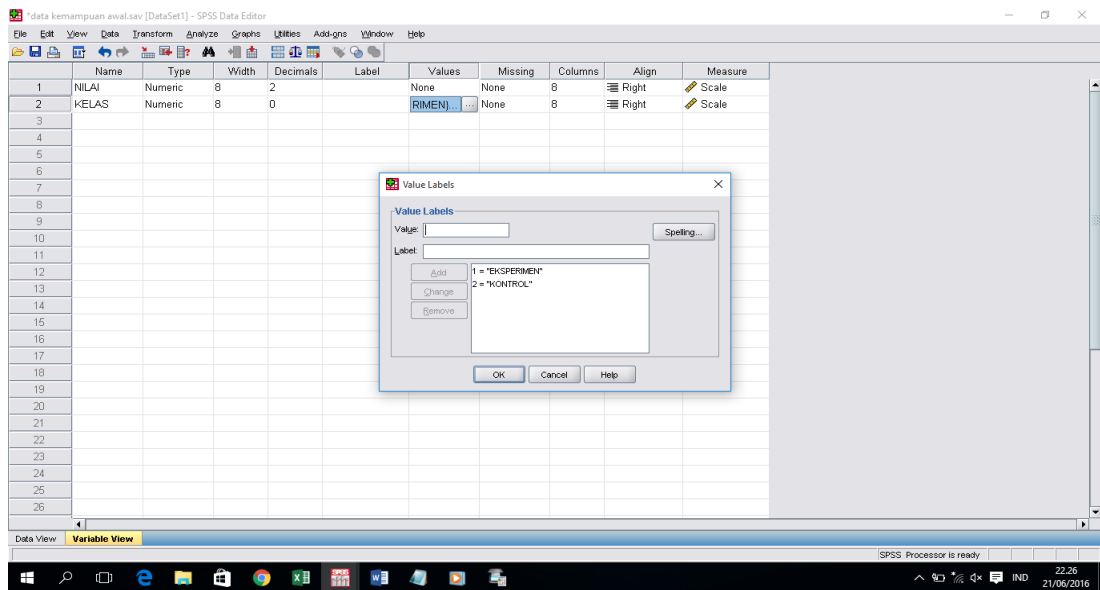 *data kemampuan awal.sav [DataSet1] - SPSS Data Editor
File Edit View Data Transform Analyze Graphs Utilities Add-ons Window Help
Name Type Width Decimals Label Values Missing Columns Align Measure
1 NILAI Numeric 8 2 None None 8 Right Scale
2 KELAS Numeric 8 0 RIMEN}... ... None 8 Right Scale
3
4
5
6
7
8
9
10
11
12
13
14
15
16
17
18
19
20
21
22
23
24
25
26
Value Labels
Value Labels
Value:
Spelling...
Label:
Add
Change
Remove
1 = "EKSPERIMEN"
2 = "KONTROL"
OK Cancel Help
Data View Variable View
SPSS Processor is ready
IND
22.26
21/06/2016